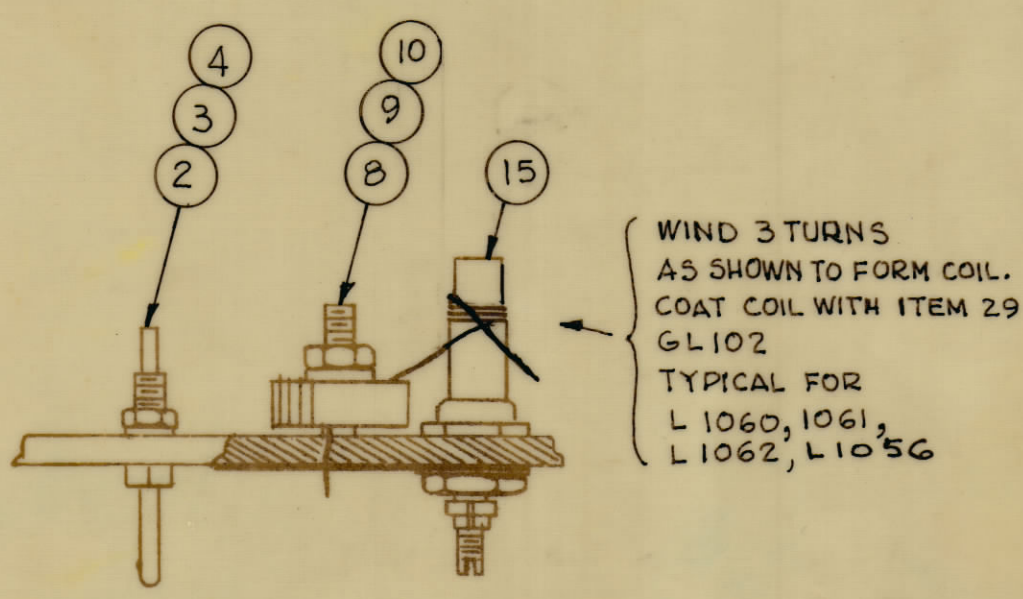 4
3
2
10
9
8
15
WIND 3 TURNS
AS SHOWN TO FORM COIL.
COAT COIL WITH ITEM 29
GL102
TYPICAL FOR
L 1060, 1061,
L 1062, L1056